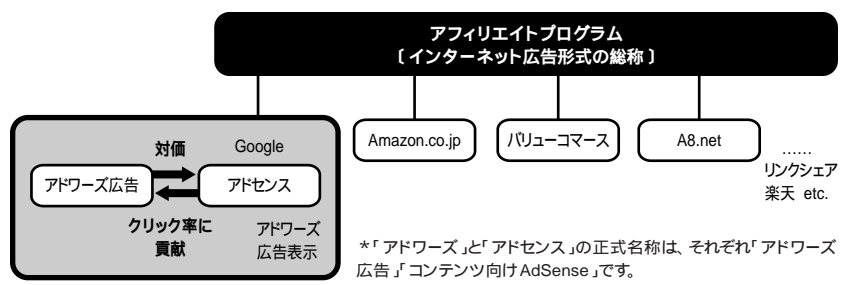 アフィリエイトプログラム
〔インターネット広告形式の総称〕
対価
Google
アドワーズ広告
アドセンス
クリック率に
貢献
アドワーズ
広告表示
Amazon.co.jp
バリューコマース
A8.net
……
リンクシェア
楽天 etc.
*「アドワーズ」と「アドセンス」の正式名称は、それぞれ「アドワーズ
広告」「コンテンツ向けAdSense」です。